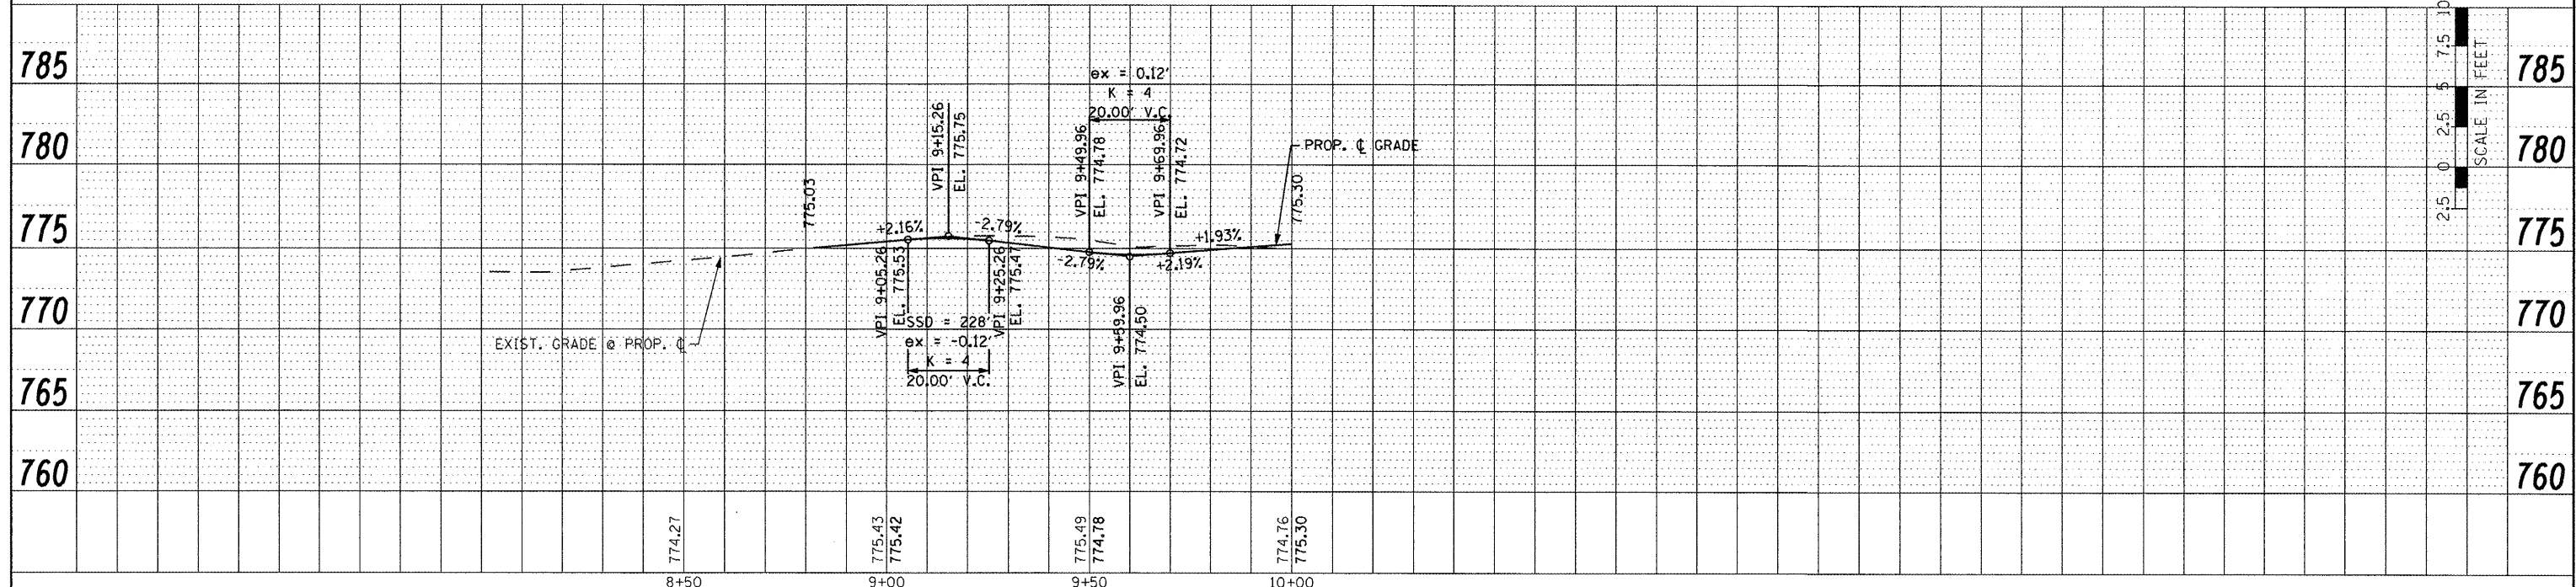 785
780
775
770
765
760
775.03
+2.16%
VPI 9+05.26
EL. 775.53
VPI 9+15.26
EL. 775.75
-2.79%
VPI 9+25.26
EL. 775.47
SSD = 228'
ex = -0.12'
K = 4
20.00' V.C.
EXIST. GRADE @ PROP. ℄
ex = 0.12'
K = 4
20.00' V.C.
VPI 9+49.96
EL. 774.78
VPI 9+69.96
EL. 774.72
-2.79%
+2.19%
+1.93%
VPI 9+59.96
EL. 774.50
PROP. ℄ GRADE
775.30
774.27
775.43
775.42
775.49
774.78
774.76
775.30
8+50
9+00
9+50
10+00
10
7.5
5
2.5
0
2.5
SCALE IN FEET
785
780
775
770
765
760